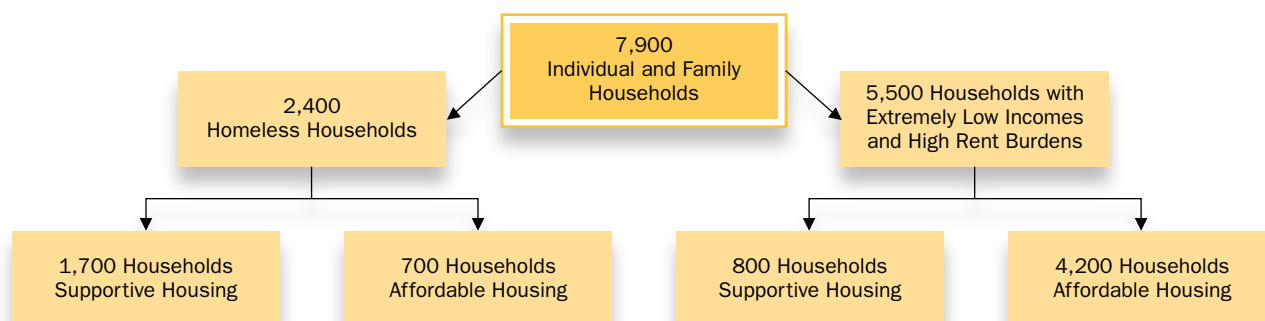 7,900
Individual and Family
Households
2,400
Homeless Households
5,500 Households with
Extremely Low Incomes
and High Rent Burdens
1,700 Households
Supportive Housing
700 Households
Affordable Housing
800 Households
Supportive Housing
4,200 Households
Affordable Housing